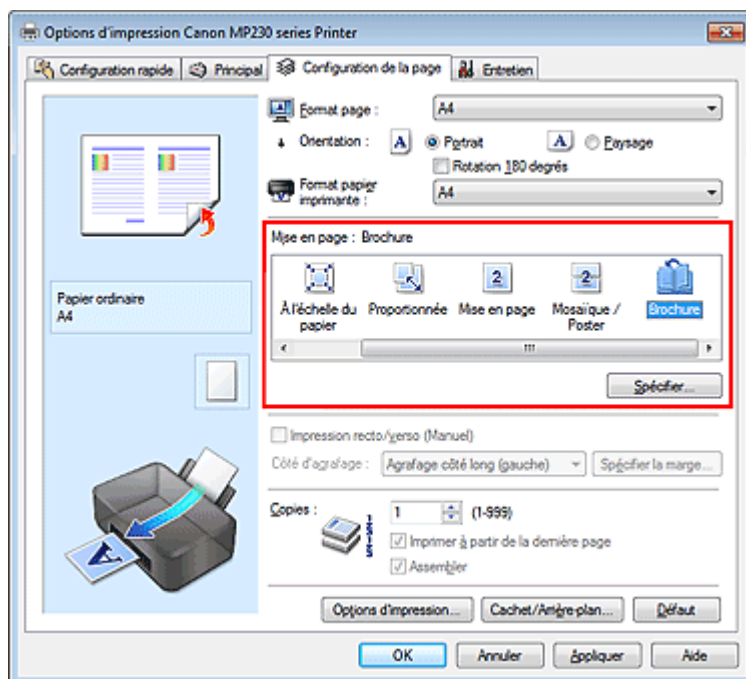 Options d'impression Canon MP230 series Printer
Configuration rapide Principal Configuration de la page Entretien
Format page : A4
Orientation : A Portrait A Paysage
Rotation 180 degrés
Format papier
imprimante : A4
Mise en page : Brochure
2 2
À l'échelle du
papier
Proportionnée
Mise en page
Mosaïque /
Poster
Brochure
Spécifier...
Papier ordinaire
A4
Impression recto/verso (Manuel)
Côté d'agrafage : Agrafage côté long (gauche) Spécifier la marge...
Copies : 1 (1-999)
Imprimer à partir de la dernière page
Assembler
A
Options d'impression... Cachet/Arrière-plan... Défaut
OK Annuler Appliquer Aide